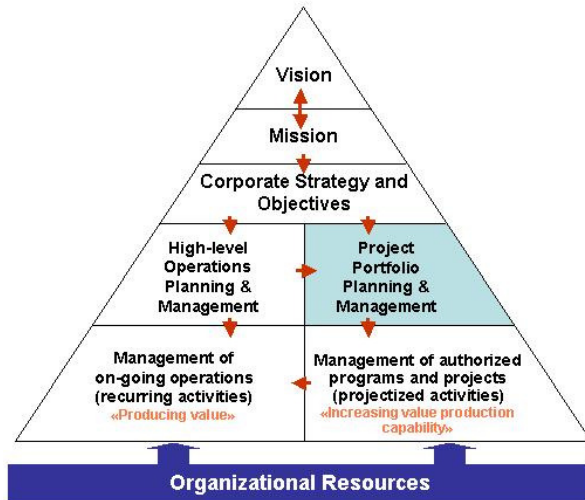 Vision
Mission
Corporate Strategy and
Objectives
High-level
Operations
Planning &
Management
Project
Portfolio
Planning &
Management
Management of
on-going operations
(recurring activities)
«Producing value»
Management of authorized
programs and projects
(projectized activities)
«Increasing value production
capability»
Organizational Resources